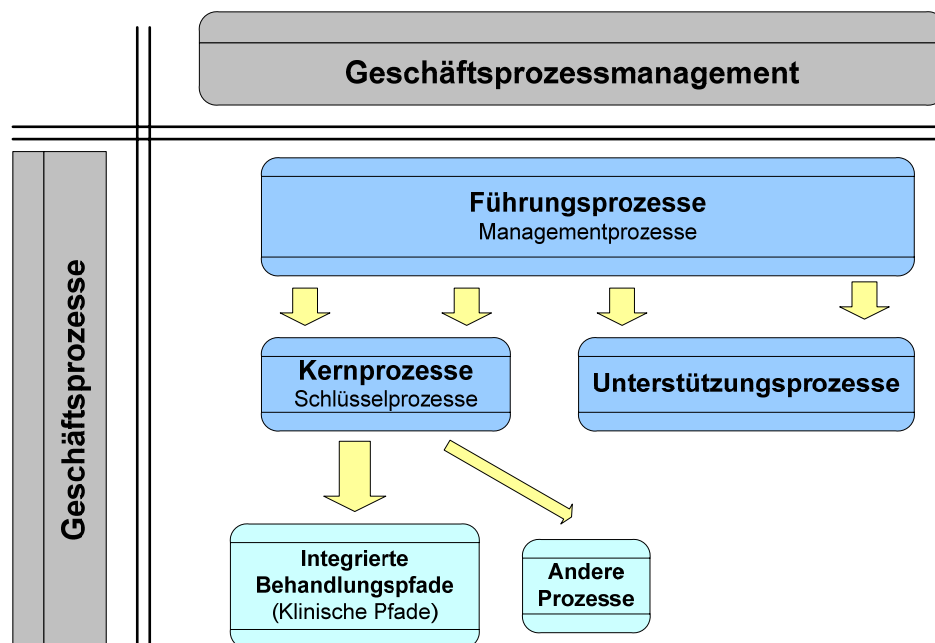 Geschäftsprozessmanagement
Geschäftsprozesse
Führungsprozesse
Managementprozesse
Kernprozesse
Schlüsselprozesse
Unterstützungsprozesse
Integrierte
Behandlungspfade
(Klinische Pfade)
Andere
Prozesse